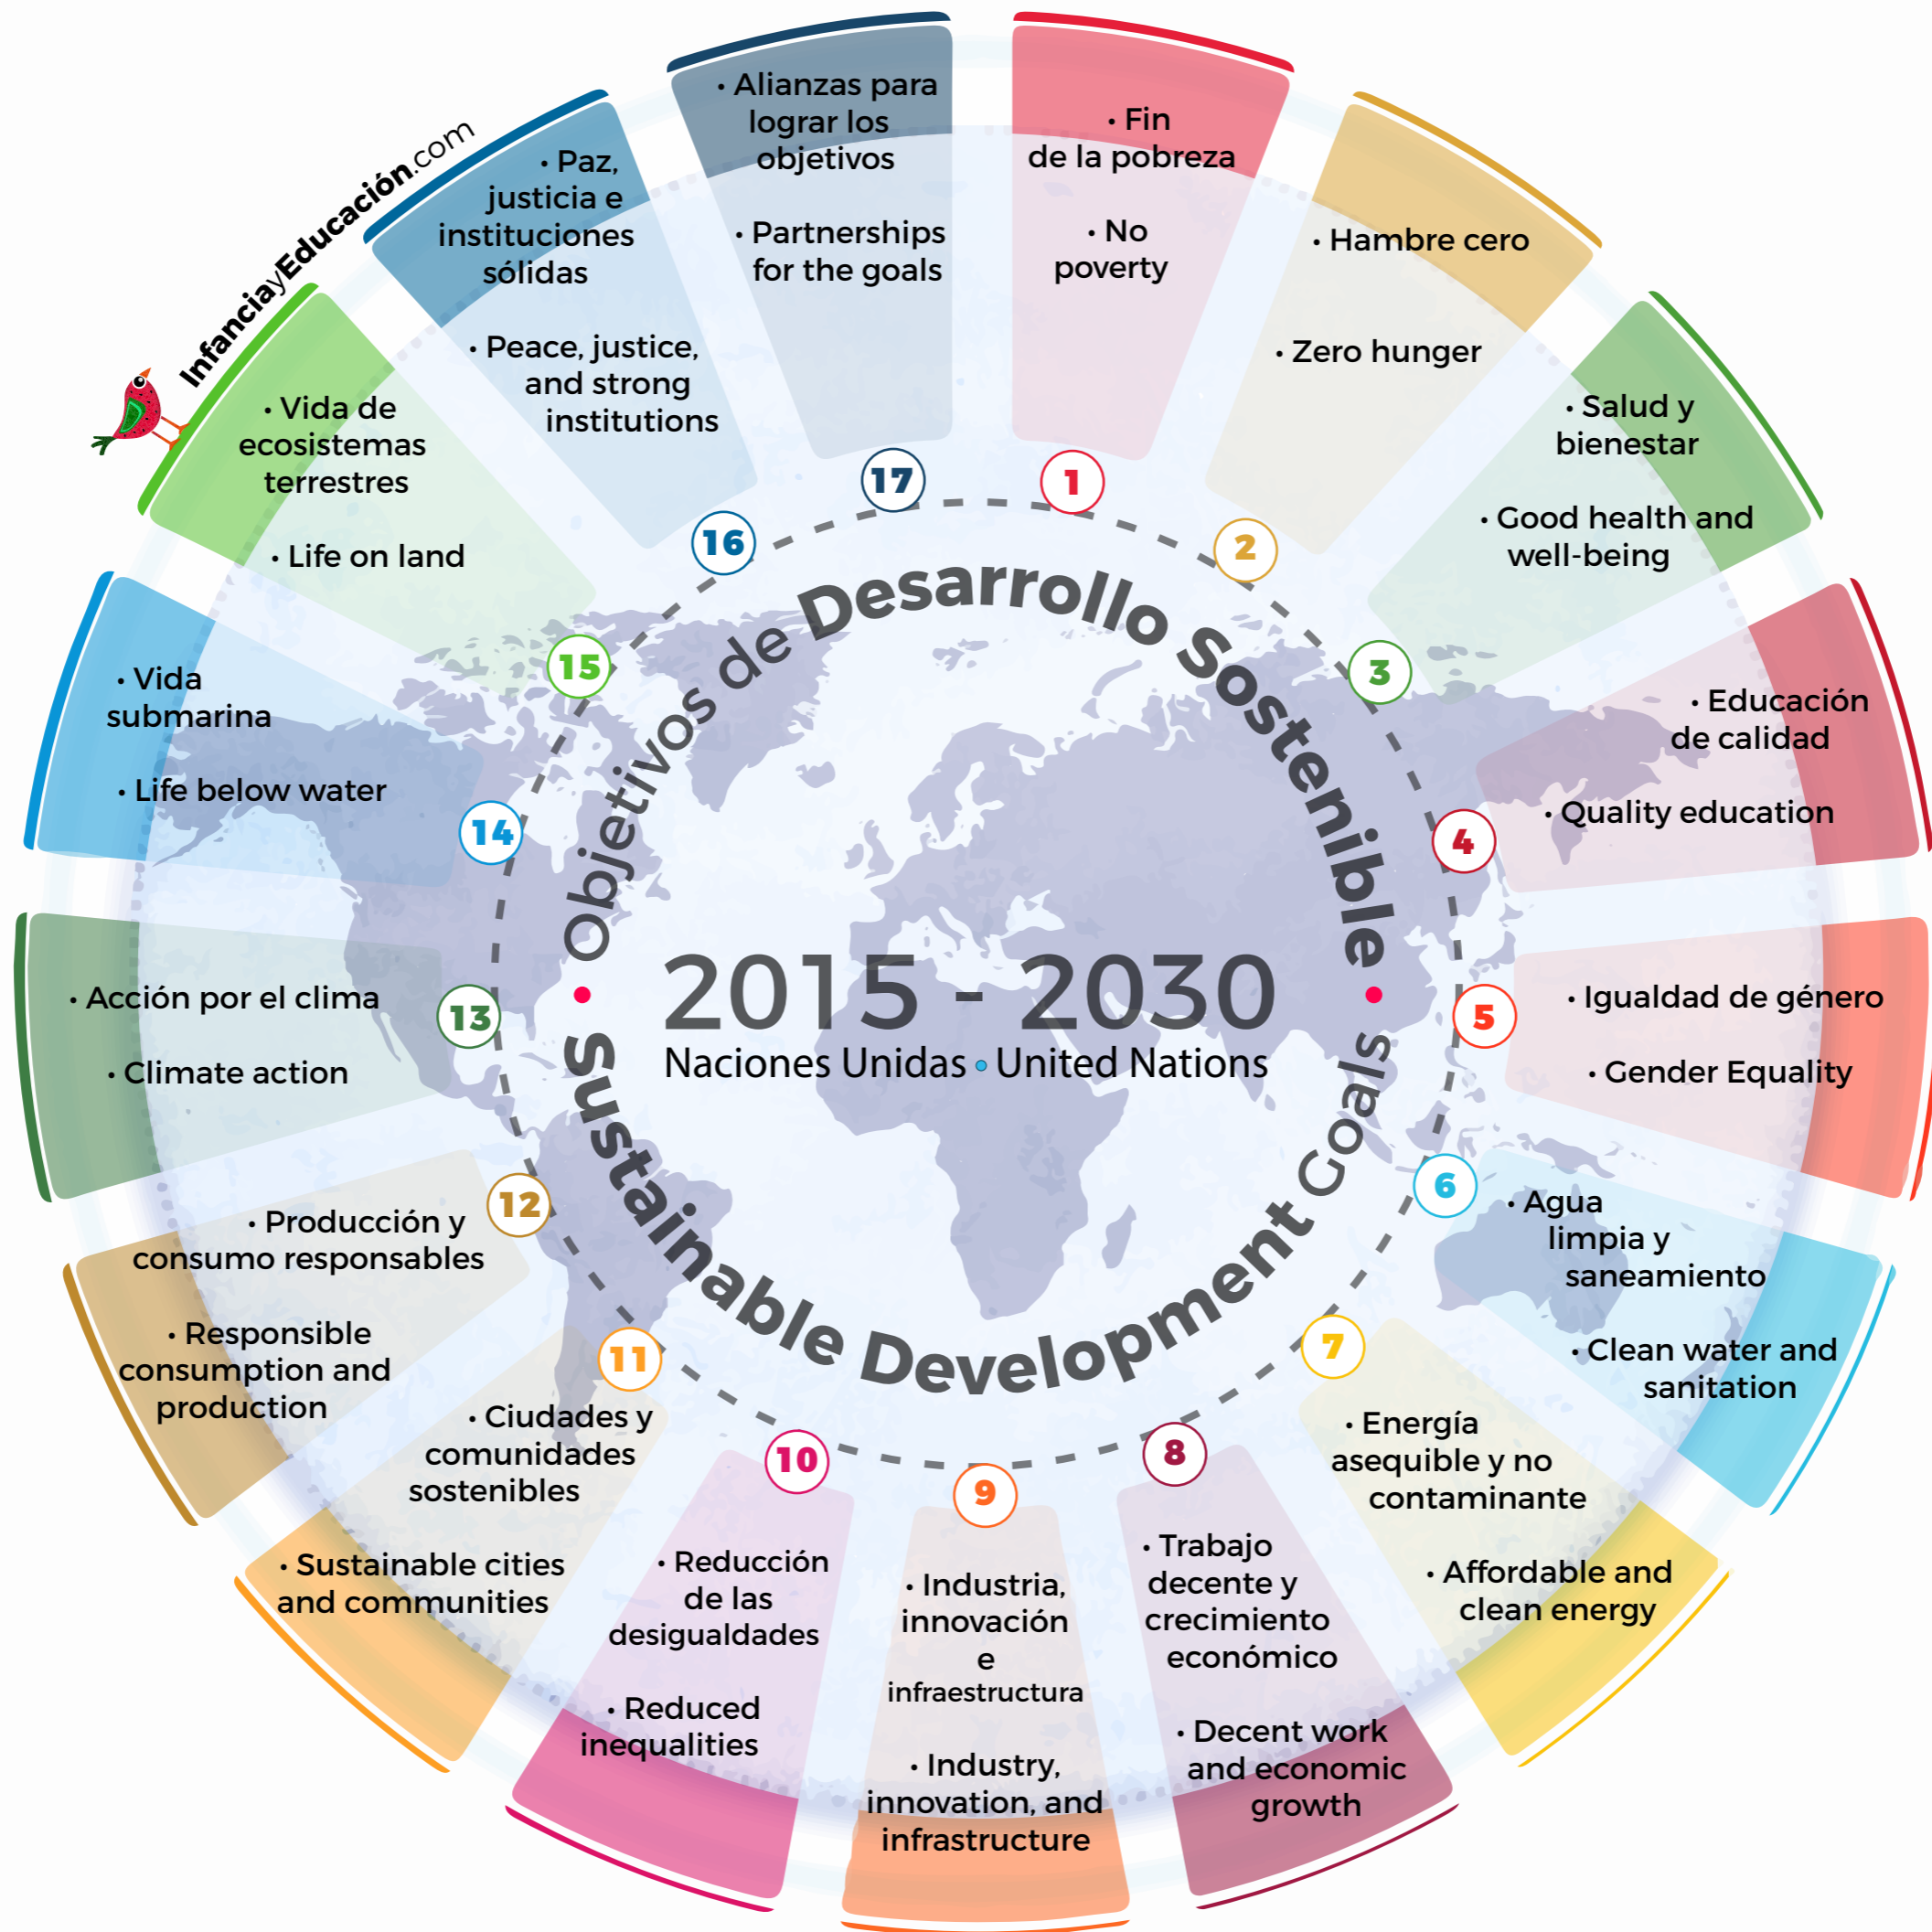 InfanciayEducación.com
Objetivos de Desarrollo Sostenible
2015 - 2030
Naciones Unidas • United Nations
Sustainable Development Goals
1
• Fin
de la pobreza
• No
poverty
2
• Hambre cero
• Zero hunger
3
• Salud y
bienestar
• Good health and
well-being
4
• Educación
de calidad
• Quality education
5
• Igualdad de género
• Gender Equality
6
• Agua
limpia y
saneamiento
• Clean water and
sanitation
7
• Energía
asequible y no
contaminante
• Affordable and
clean energy
8
• Trabajo
decente y
crecimiento
económico
• Decent work
and economic
growth
9
• Industria,
innovación
e
infraestructura
• Industry,
innovation, and
infrastructure
10
• Reducción
de las
desigualdades
• Reduced
inequalities
11
• Ciudades y
comunidades
sostenibles
• Sustainable cities
and communities
12
• Producción y
consumo responsables
• Responsible
consumption and
production
13
• Acción por el clima
• Climate action
14
• Vida
submarina
• Life below water
15
• Vida de
ecosistemas
terrestres
• Life on land
16
• Paz,
justicia e
instituciones
sólidas
• Peace, justice,
and strong
institutions
17
• Alianzas para
lograr los
objetivos
• Partnerships
for the goals